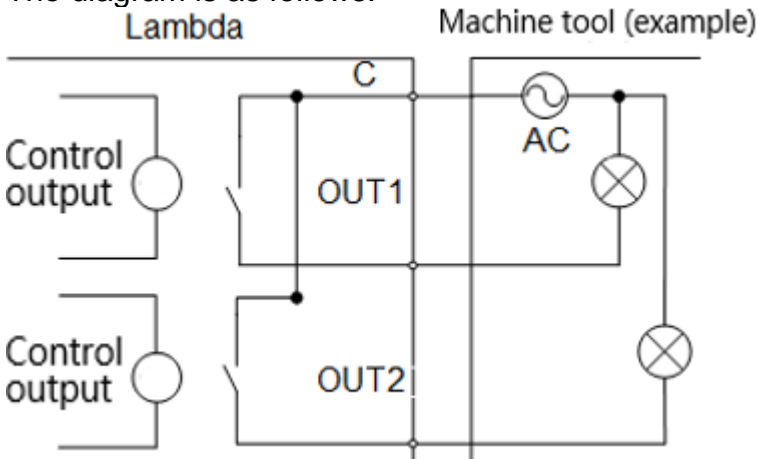 The diagram is as follows:
Lambda
Machine tool (example)
C
AC
Control
output
OUT1
Control
output
OUT2